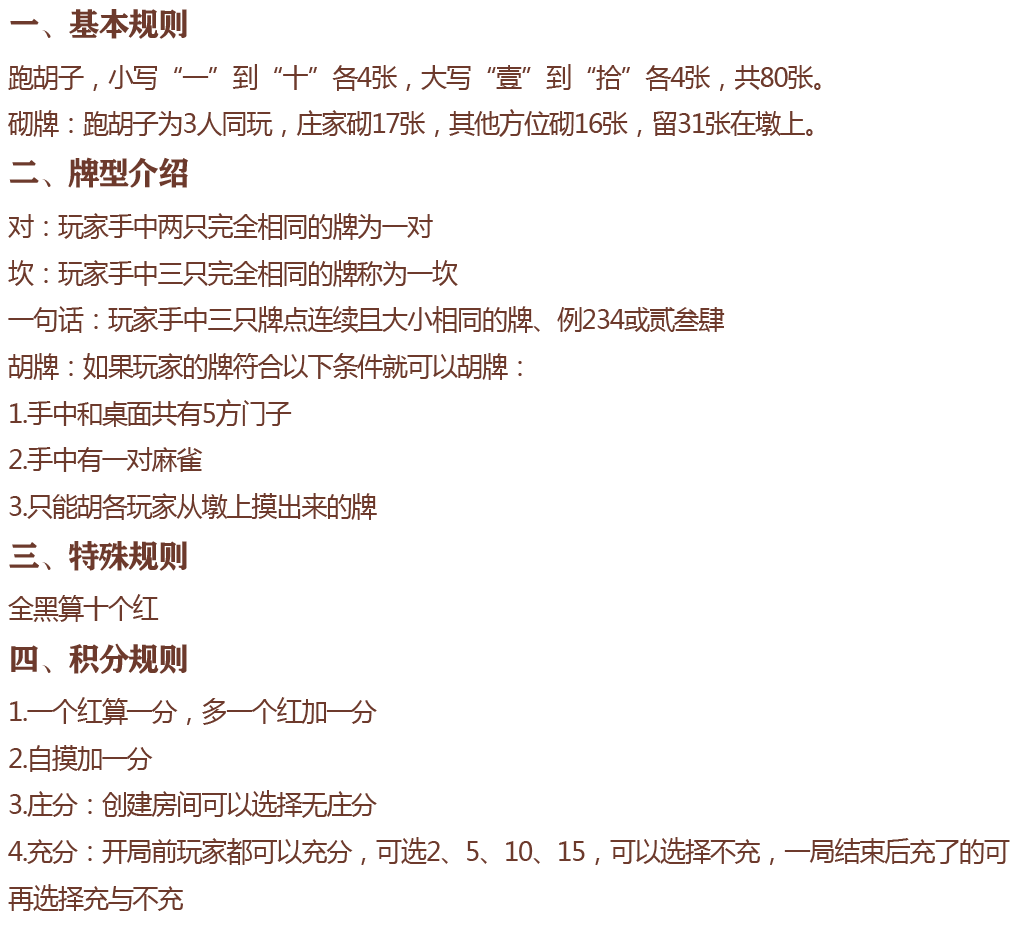 一、基本规则
跑胡子，小写“一”到“十”各4张，大写“壹”到“拾”各4张，共80张。
砌牌：跑胡子为3人同玩，庄家砌17张，其他方位砌16张，留31张在墩上。
二、牌型介绍
对：玩家手中两只完全相同的牌为一对
坎：玩家手中三只完全相同的牌称为一坎
一句话：玩家手中三只牌点连续且大小相同的牌、例234或贰叁肆
胡牌：如果玩家的牌符合以下条件就可以胡牌：
1.手中和桌面共有5方门子
2.手中有一对麻雀
3.只能胡各玩家从墩上摸出来的牌
三、特殊规则
全黑算十个红
四、积分规则
1.一个红算一分，多一个红加一分
2.自摸加一分
3.庄分：创建房间可以选择无庄分
4.充分：开局前玩家都可以充分，可选2、5、10、15，可以选择不充，一局结束后充了的可
再选择充与不充